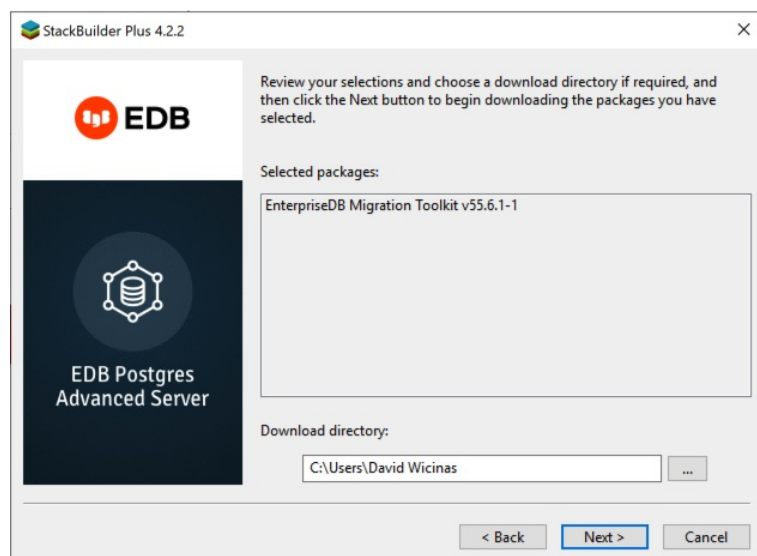 StackBuilder Plus 4.2.2
EDB
EDB Postgres
Advanced Server
Review your selections and choose a download directory if required, and
then click the Next button to begin downloading the packages you have
selected.
Selected packages:
EnterpriseDB Migration Toolkit v55.6.1-1
Download directory:
C:\Users\David Wicinas
...
< Back
Next >
Cancel